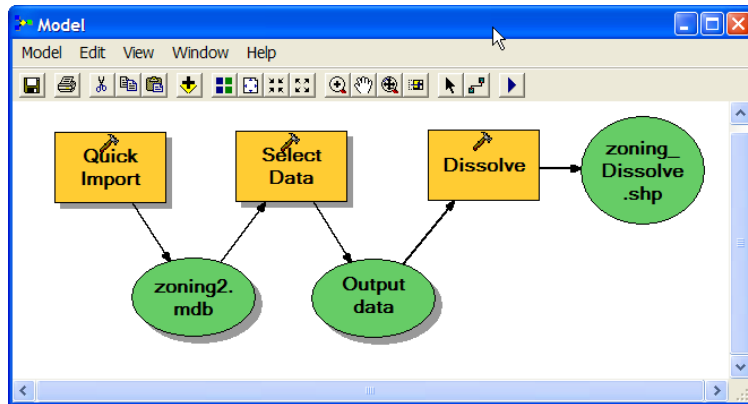 Model
Model Edit View Window Help
Quick
Import
Select
Data
Dissolve
zoning_
Dissolve
.shp
zoning2.
mdb
Output
data